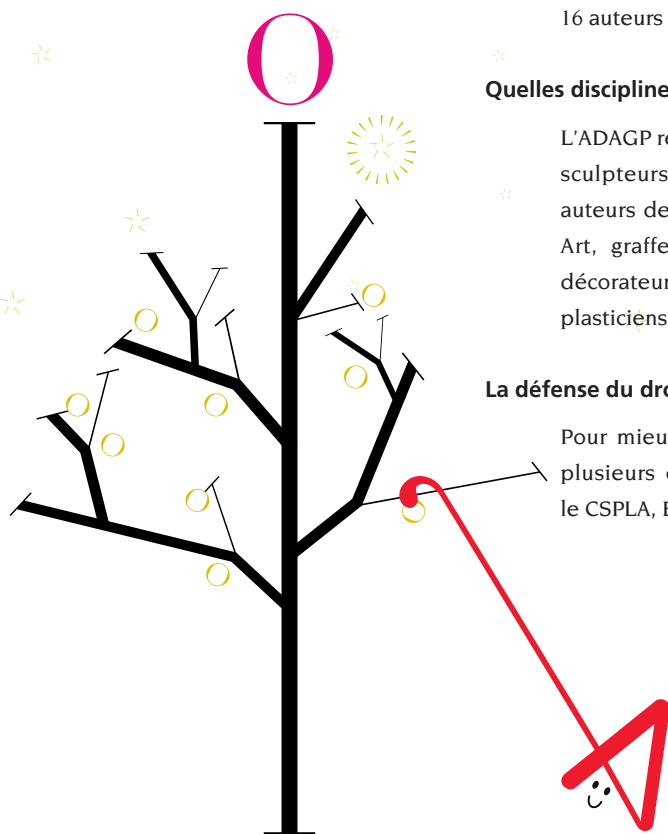 16 auteurs
Quelles discipline
L'ADAGP re
sculpteurs
auteurs de
Art, graffe
décorateur
plasticiens
La défense du dro
Pour mieu
plusieurs
le CSPLA, E